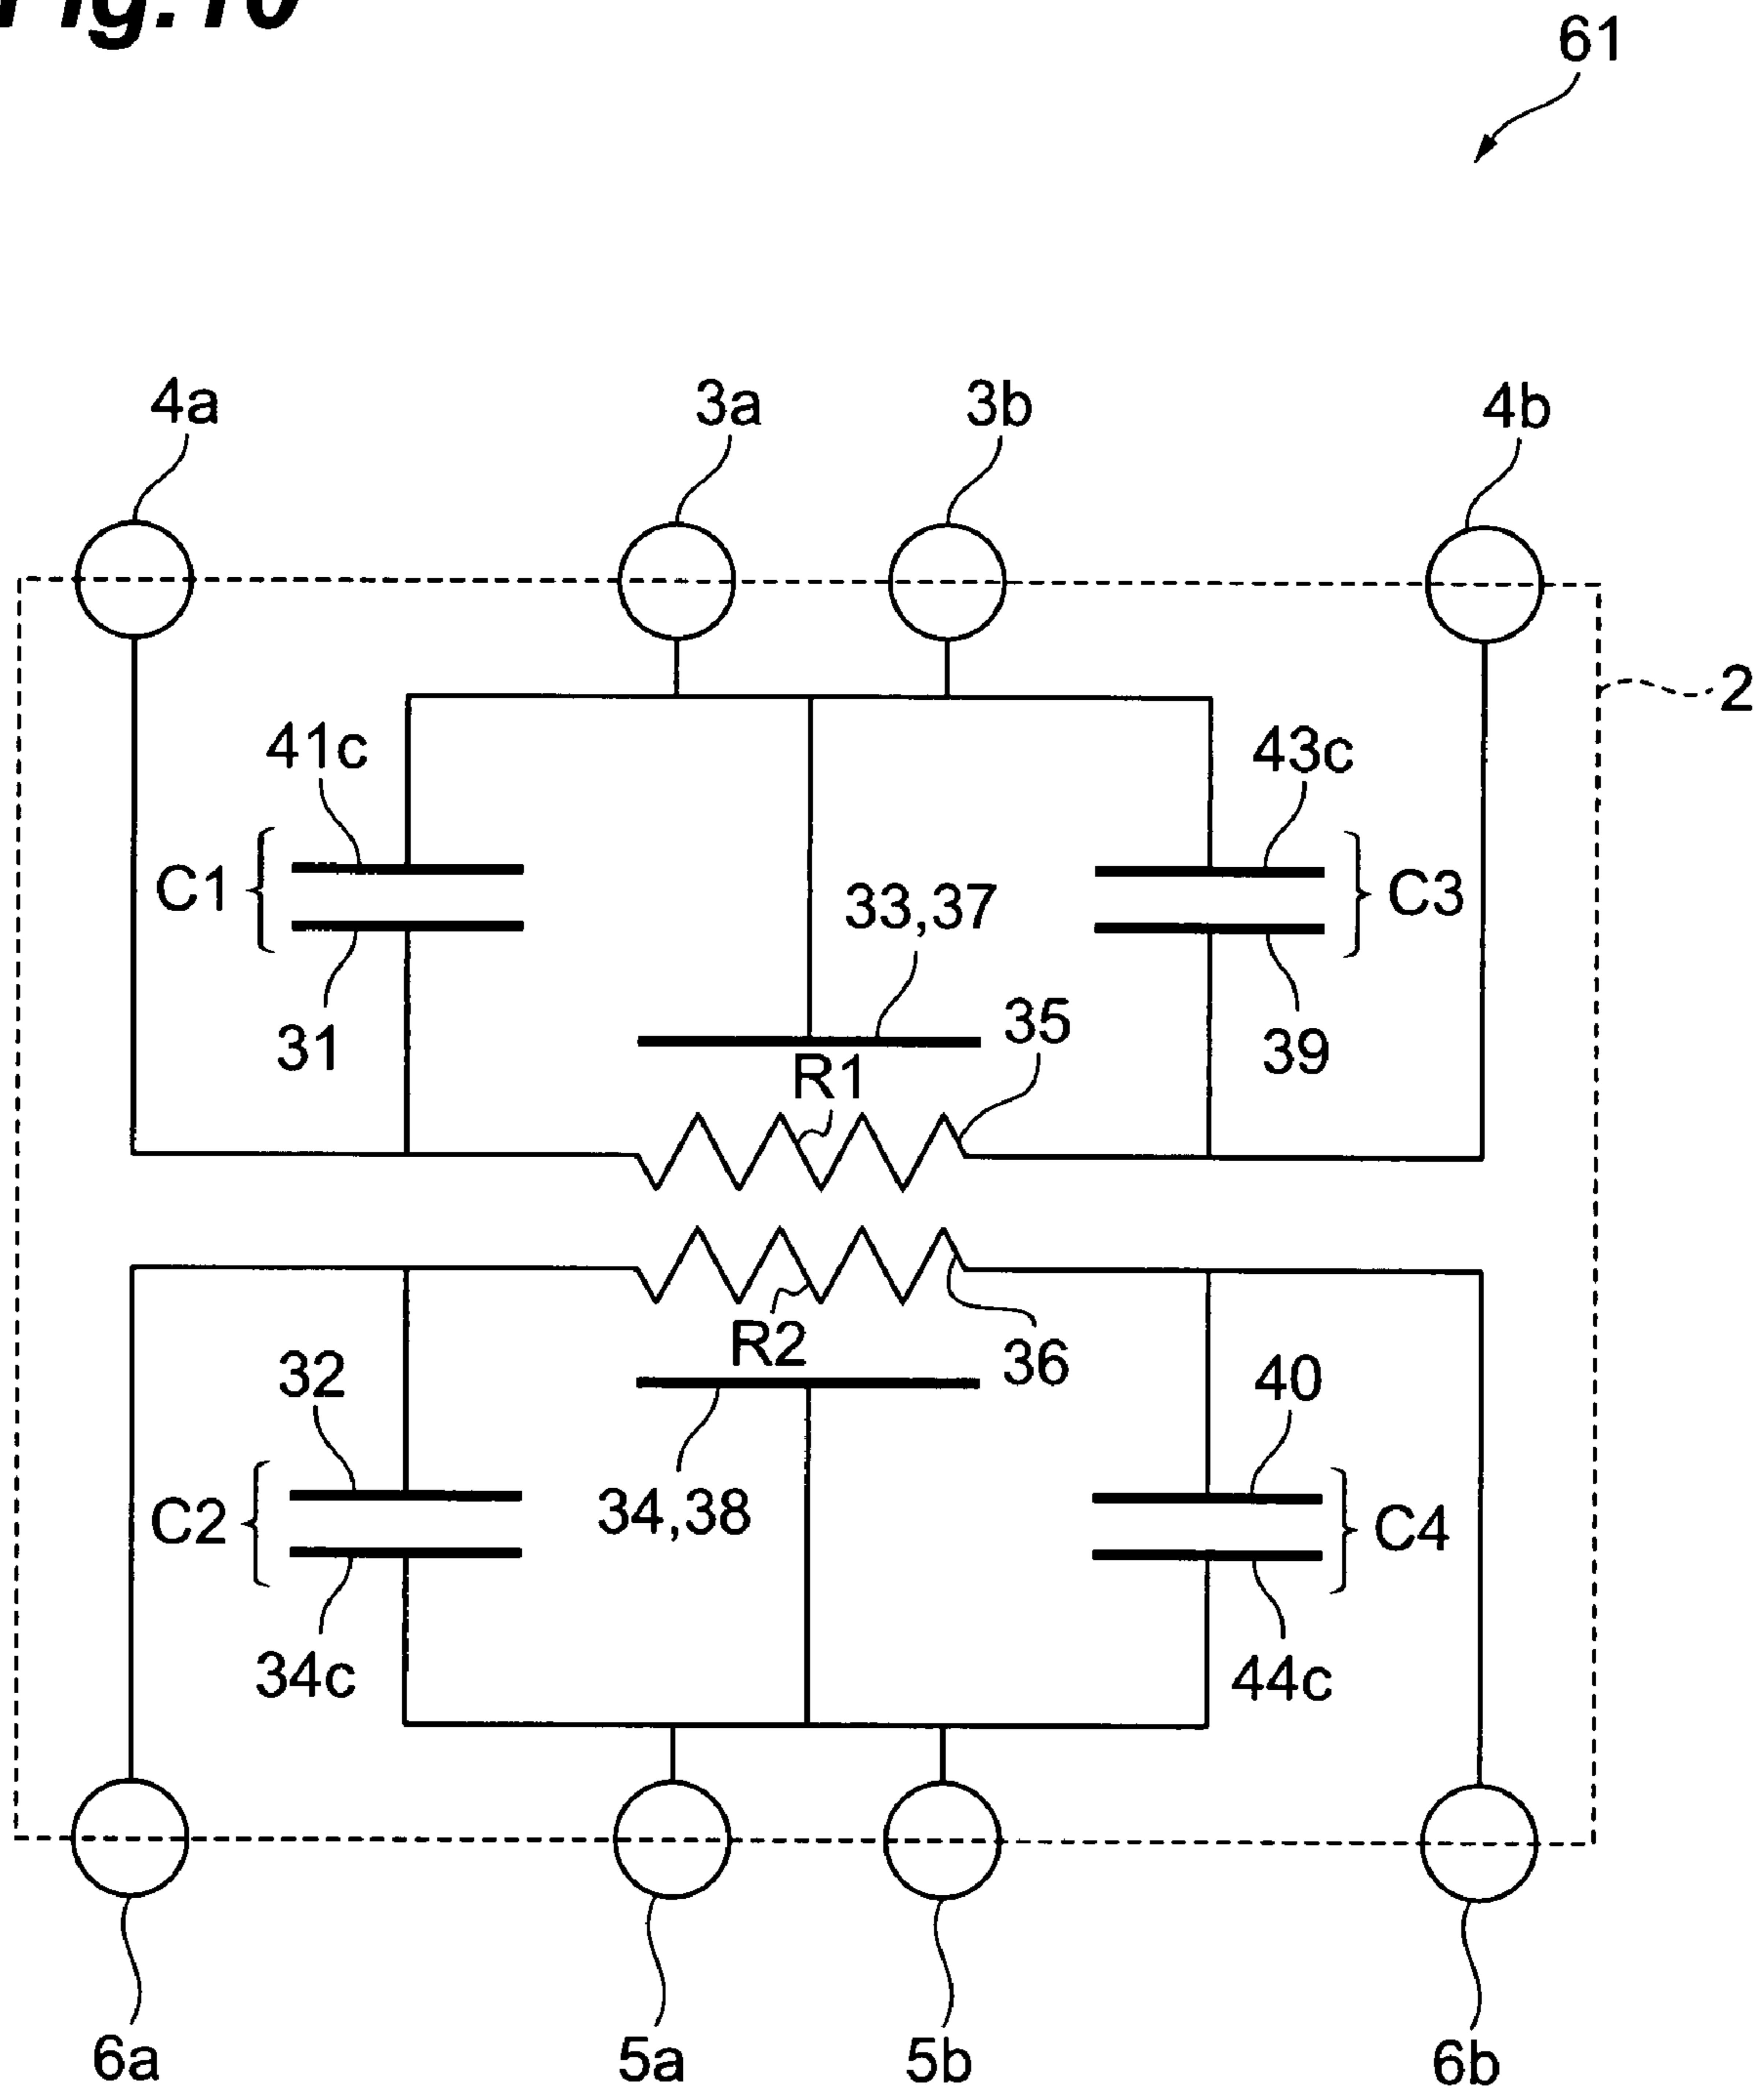 Fig.10
61
4a 3a 3b 4b
2
41c 43c
C1 33,37 C3
31 35 39
R1
R2
32 36 40
C2 34,38 C4
34c 44c
6a 5a 5b 6b